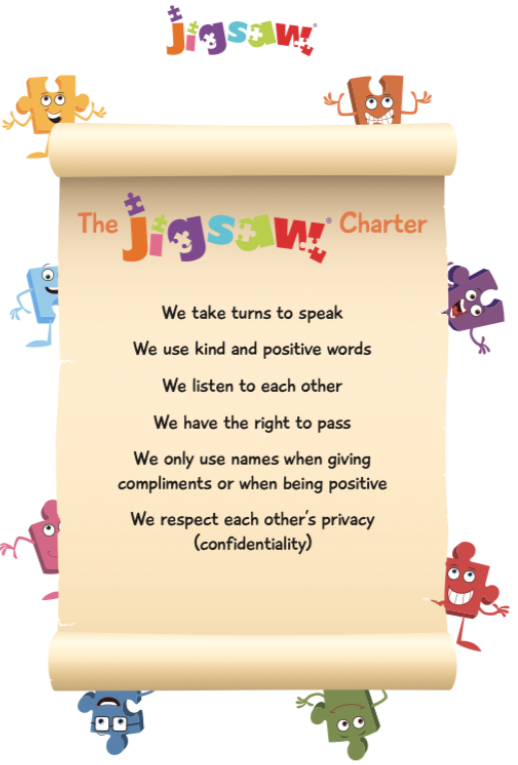 jigsaw®
The jigsaw® Charter
We take turns to speak
We use kind and positive words
We listen to each other
We have the right to pass
We only use names when giving
compliments or when being positive
We respect each other's privacy
(confidentiality)